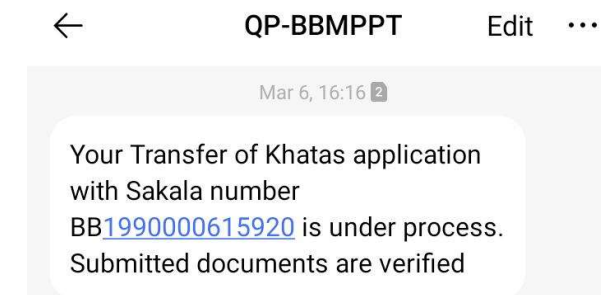 QP-BBMPPT Edit
Mar 6, 16:16 2
Your Transfer of Khatas application
with Sakala number
BB1990000615920 is under process.
Submitted documents are verified